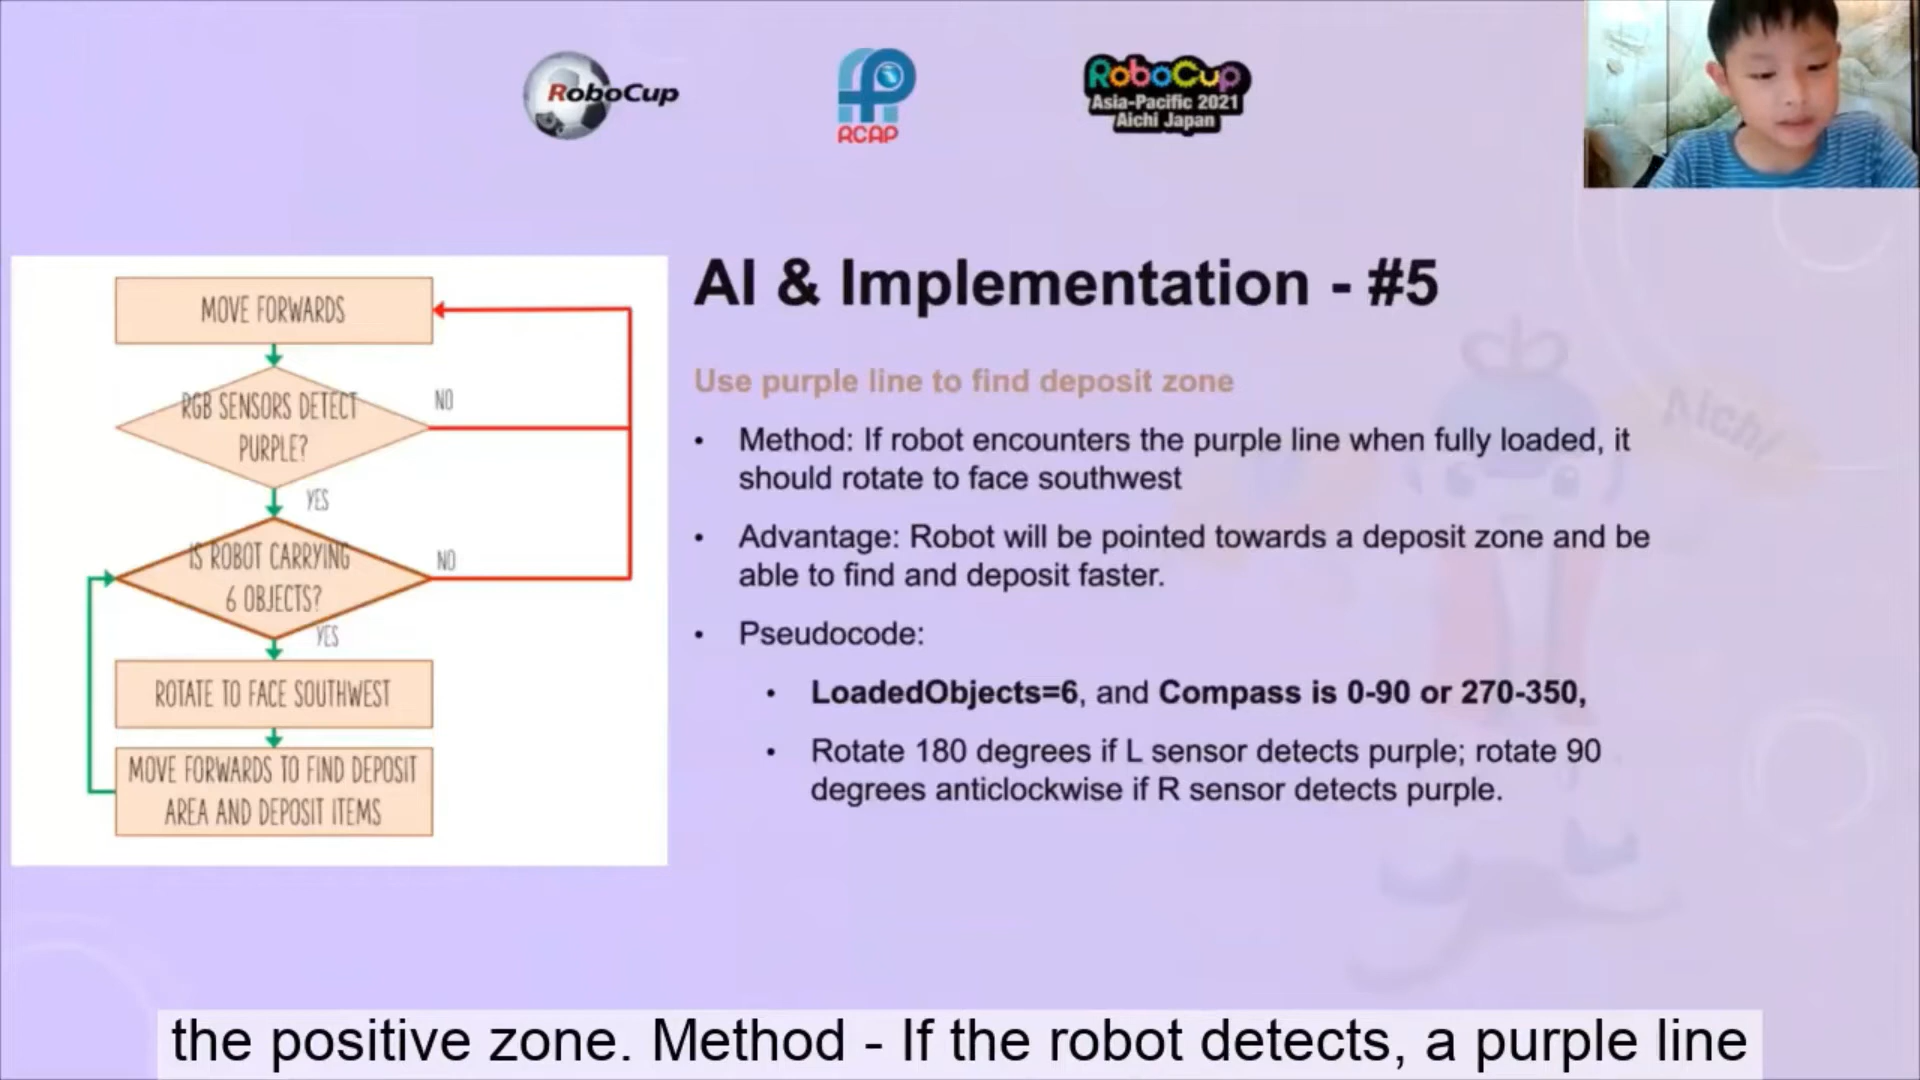 RoboCup
RCAP
RoboCup
Asia-Pacific 2021
Aichi Japan
MOVE FORWARDS
RGB SENSORS DETECT
PURPLE?
NO
YES
IS ROBOT CARRYING
6 OBJECTS?
NO
YES
ROTATE TO FACE SOUTHWEST
MOVE FORWARDS TO FIND DEPOSIT
AREA AND DEPOSIT ITEMS
AI & Implementation - #5
Use purple line to find deposit zone
• Method: If robot encounters the purple line when fully loaded, it
should rotate to face southwest
• Advantage: Robot will be pointed towards a deposit zone and be
able to find and deposit faster.
• Pseudocode:
• LoadedObjects=6, and Compass is 0-90 or 270-350,
• Rotate 180 degrees if L sensor detects purple; rotate 90
degrees anticlockwise if R sensor detects purple.
Aichi
the positive zone. Method - If the robot detects, a purple line